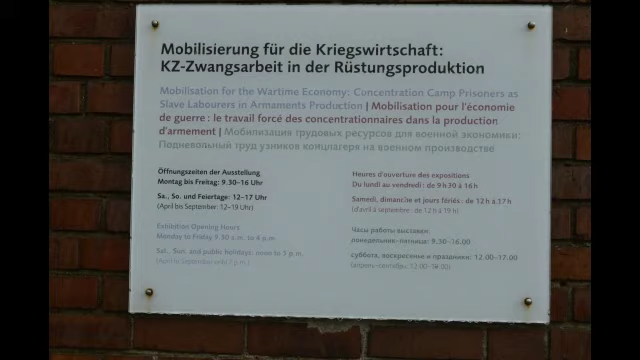 Mobilisierung für die Kriegswirtschaft:
KZ-Zwangsarbeit in der Rüstungsproduktion
Mobilisation for the Wartime Economy: Concentration Camp Prisoners as
Slave Labourers in Armaments Production | Mobilisation pour l'économie
de guerre : le travail forcé des concentrationnaires dans la production
d'armement | Мобилизация трудовых ресурсов для военной экономики:
Подневольный труд узников концлагеря на военном производстве
Öffnungszeiten der Ausstellung
Montag bis Freitag: 9.30–16 Uhr
Sa., So. und Feiertage: 12–17 Uhr
(April bis September: 12–19 Uhr)
Exhibition Opening Hours
Monday to Friday 9.30 a.m. to 4 p.m.
Sat., Sun. and public holidays: noon to 5 p.m.
(April to September until 7 p.m.)
Heures d'ouverture des expositions
Du lundi au vendredi : de 9 h 30 à 16 h
Samedi, dimanche et jours fériés : de 12 h à 17 h
(d'avril à septembre : de 12 h à 19 h)
Часы работы выставки:
понедельник–пятница: 9.30–16.00
суббота, воскресенье и праздники: 12.00–17.00